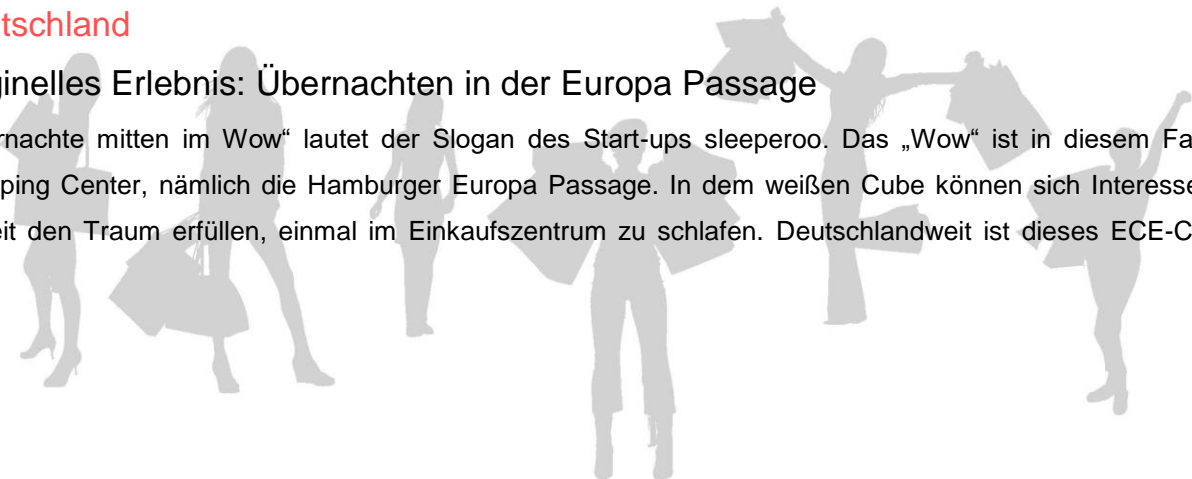 tschland
ginelles Erlebnis: Übernachten in der Europa Passage
rnachte mitten im Wow“ lautet der Slogan des Start-ups sleeperoo. Das „Wow“ ist in diesem Fa
ping Center, nämlich die Hamburger Europa Passage. In dem weißen Cube können sich Interesse
eit den Traum erfüllen, einmal im Einkaufszentrum zu schlafen. Deutschlandweit ist dieses ECE-C